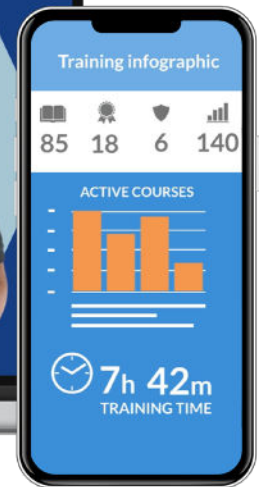 Training infographic
85 18 6 140
ACTIVE COURSES
7h 42m
TRAINING TIME